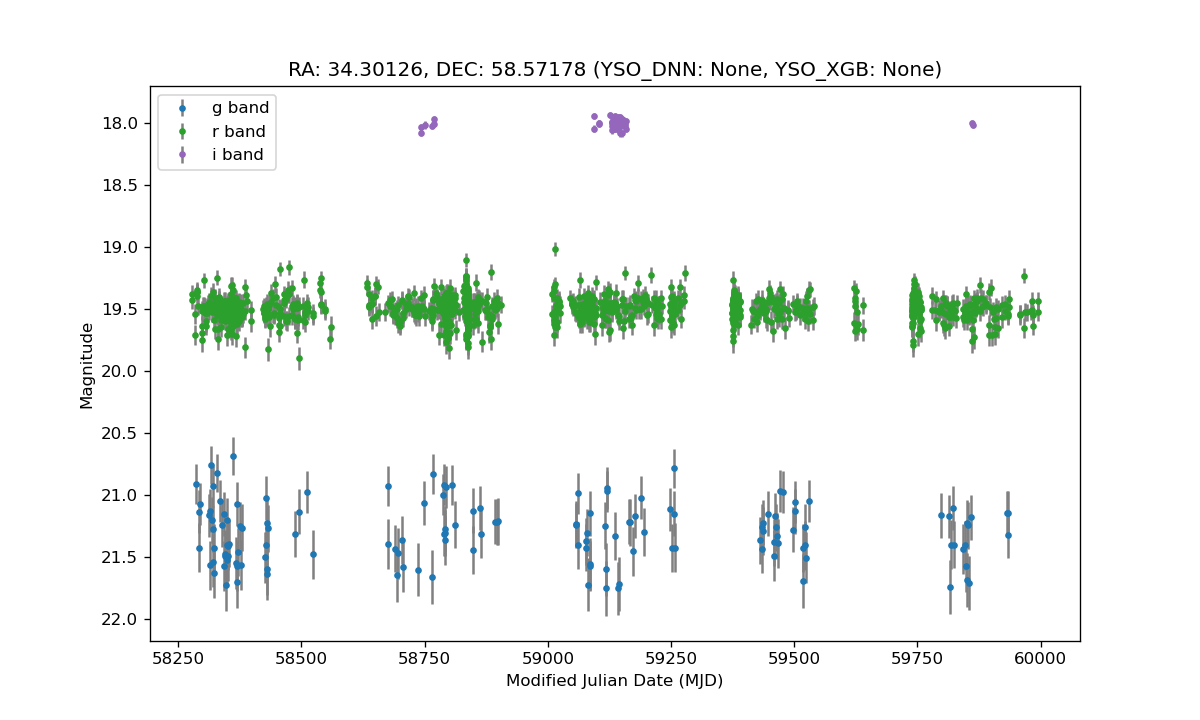 RA: 34.30126, DEC: 58.57178 (YSO_DNN: None, YSO_XGB: None)
g band
r band
i band
18.0
18.5
19.0
19.5
20.0
20.5
21.0
21.5
22.0
Magnitude
58250 58500 58750 59000 59250 59500 59750 60000
Modified Julian Date (MJD)